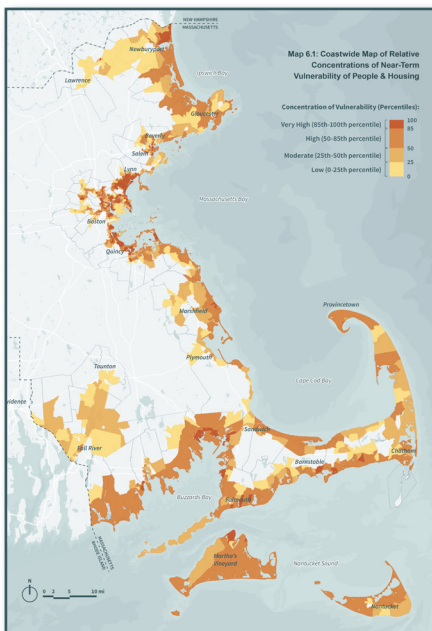 NEW HAMPSHIRE
MASSACHUSETTS
Map 6.1: Coastwide Map of Relative
Concentrations of Near-Term
Vulnerability of People & Housing
Newburyport
Lawrence
Ipswich Bay
Gloucester
Concentration of Vulnerability (Percentiles):
Very High (85th-100th percentile)
High (50-85th percentile)
Moderate (25th-50th percentile)
Low (0-25th percentile)
100
85
50
25
0
Beverly
Salem
Lynn
Massachusetts Bay
Boston
Quincy
Marshfield
Provincetown
Plymouth
Cape Cod Bay
Taunton
vidence
Sandwich
Fall River
Barnstable
Chatham
Buzzards Bay
Falmouth
MASSACHUSETTS
RHODE ISLAND
Martha's
Vineyard
Nantucket Sound
Nantucket
N
0 2 5 10 mi